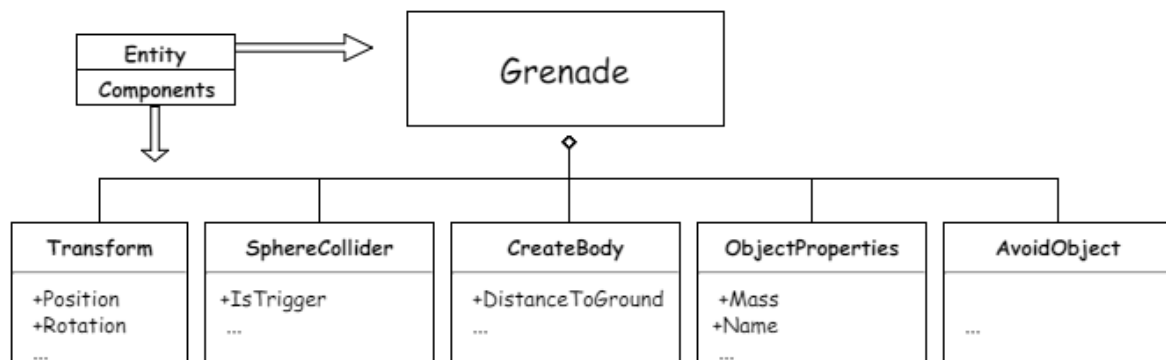 Entity
Components
Grenade
Transform
+Position
+Rotation
...
SphereCollider
+IsTrigger
...
CreateBody
+DistanceToGround
...
ObjectProperties
+Mass
+Name
...
AvoidObject
...